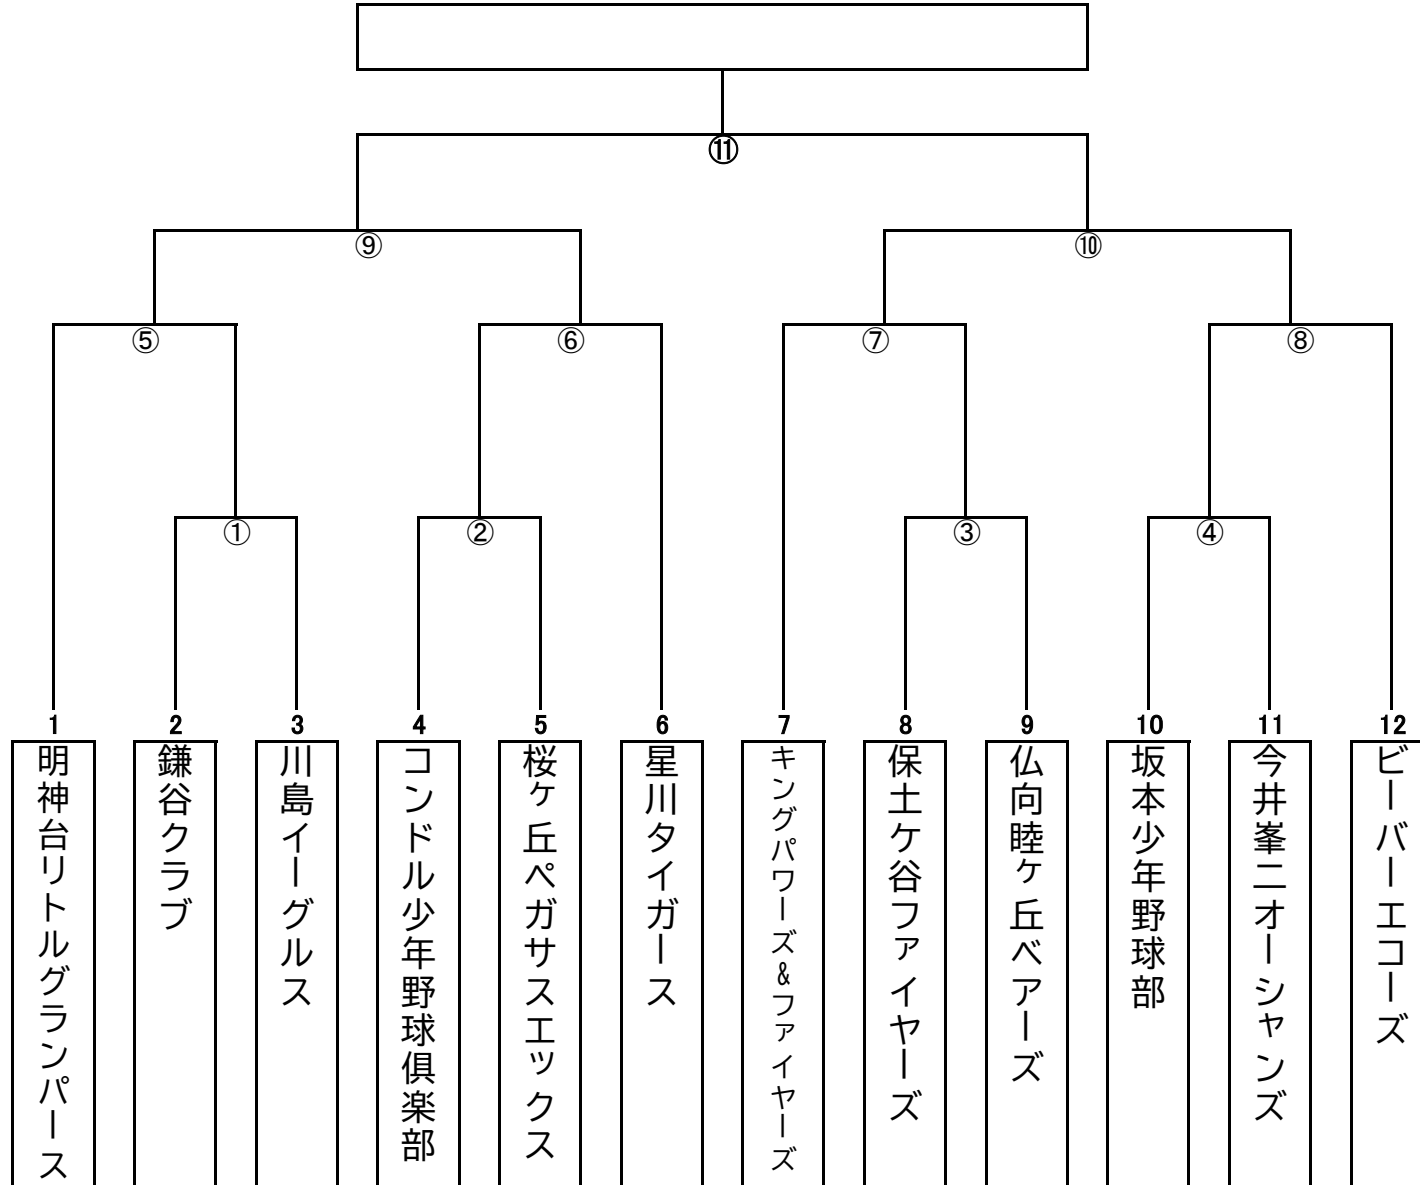 ⑪
⑨
⑩
⑤
⑥
⑦
⑧
①
②
③
④
1
2
3
4
5
6
7
8
9
10
11
12
明神台リトルグランパース
鎌谷クラブ
川島イーグルス
コンドル少年野球倶楽部
桜ケ丘ペガサスエックス
星川タイガース
キングパワーズ&ファイヤーズ
保土ケ谷ファイヤーズ
仏向睦ケ丘ベアーズ
坂本少年野球部
今井峯二オーシャンズ
ビーバーエコーズ